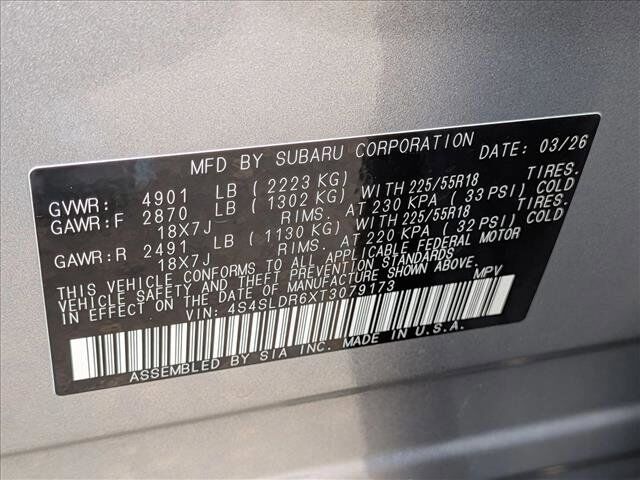 MFD BY SUBARU CORPORATION DATE: 03/26
GVWR: 4901 LB ( 2223 KG)
GAWR:F 2870 LB ( 1302 KG) WITH 225/55R18 TIRES.
18X7J RIMS. AT 230 KPA ( 33 PSI) COLD
GAWR:R 2491 LB ( 1130 KG) WITH 225/55R18 TIRES.
18X7J RIMS. AT 220 KPA ( 32 PSI) COLD
THIS VEHICLE CONFORMS TO ALL APPLICABLE FEDERAL MOTOR
VEHICLE SAFETY AND THEFT PREVENTION STANDARDS
IN EFFECT ON THE DATE OF MANUFACTURE SHOWN ABOVE.
VIN: 4S4SLDR6XT3079173 MPV
ASSEMBLED BY SIA INC. MADE IN U.S.A.